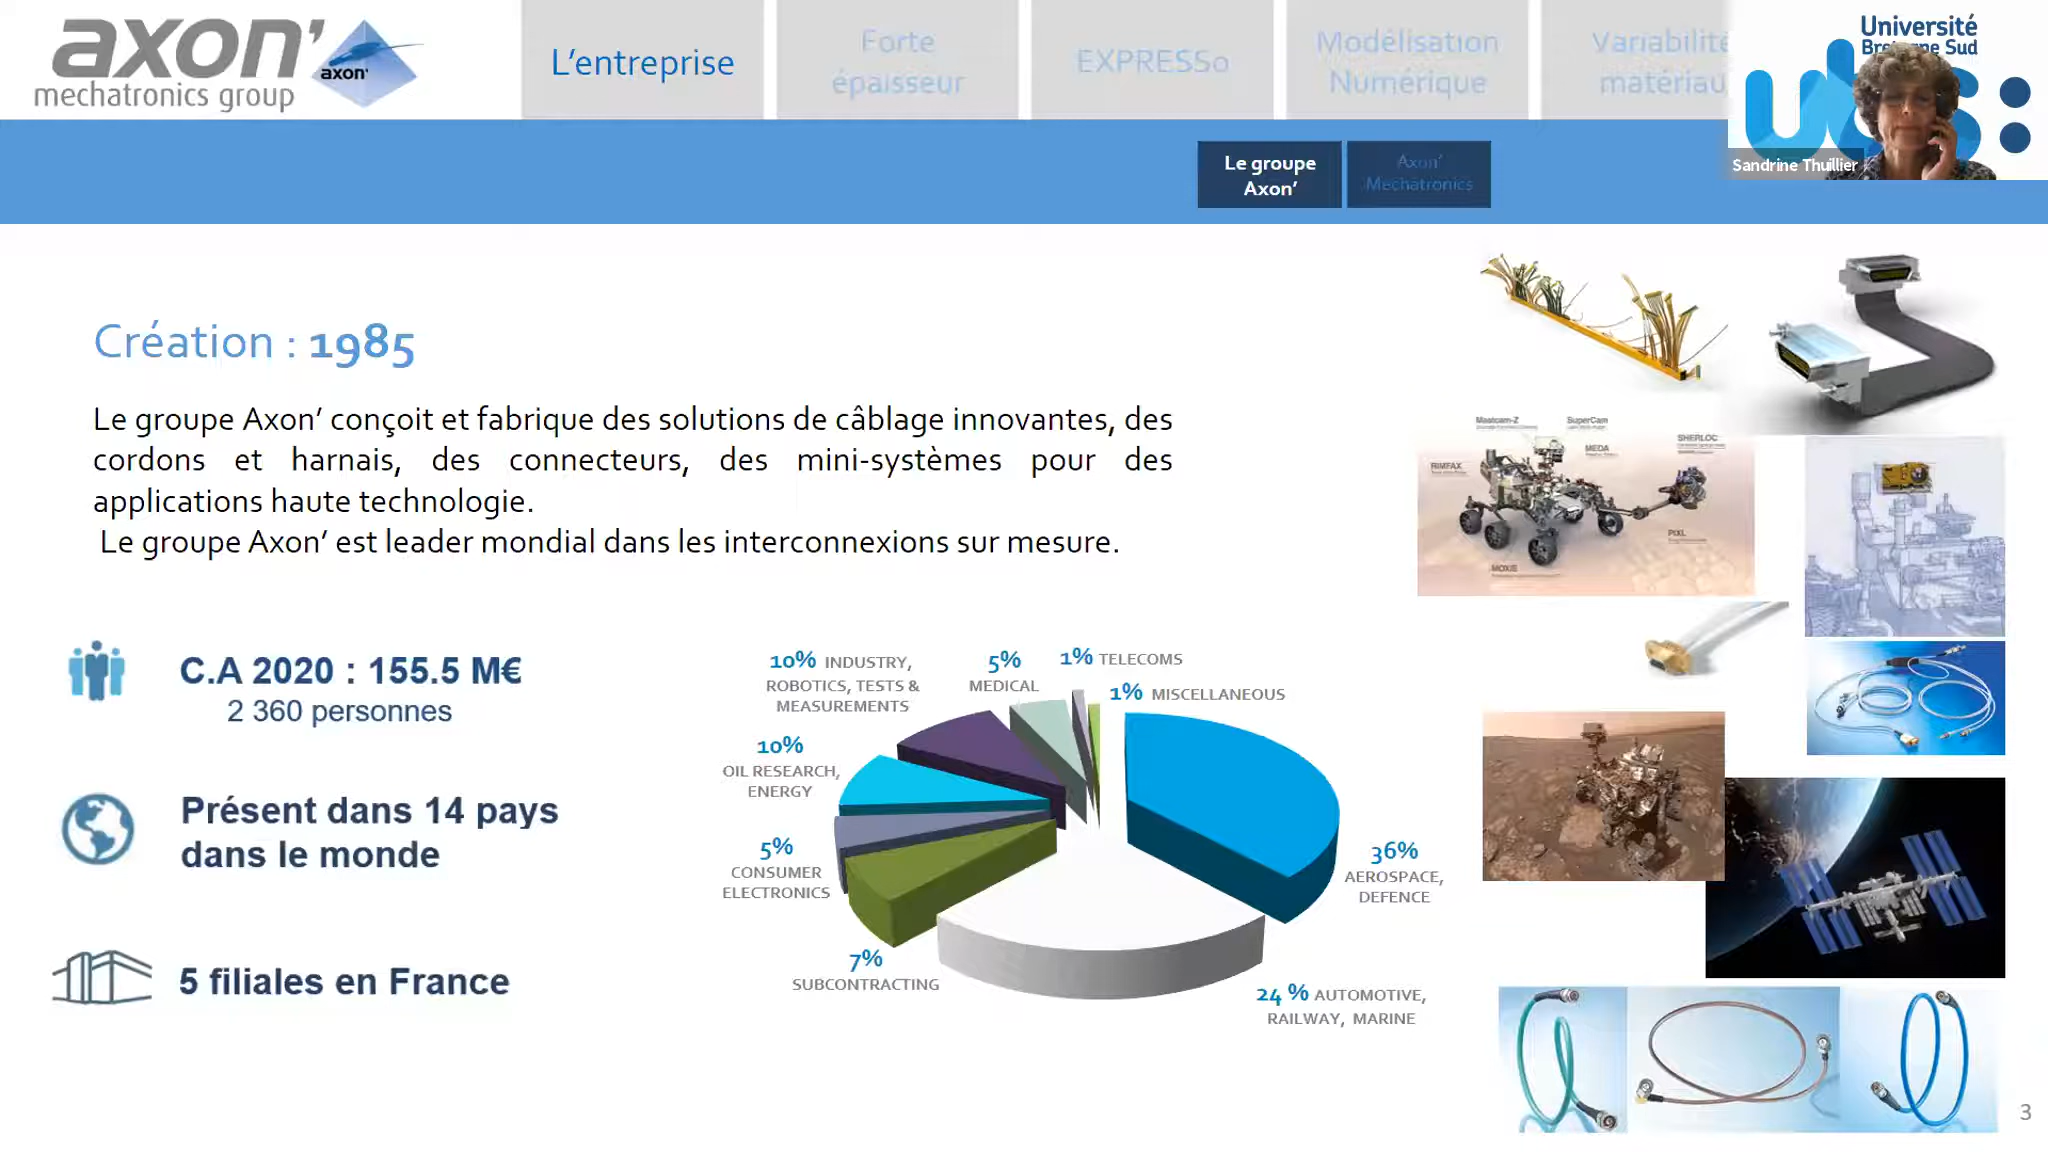 axon'
mechatronics group
axon'
L'entreprise
Forte
épaisseur
EXPRESSo
Modélisation
Numérique
Variabilité
matériau
Université
Bretagne Sud
Sandrine Thuillier
Le groupe
Axon'
Axon'
Mechatronics
Création : 1985
Le groupe Axon' conçoit et fabrique des solutions de câblage innovantes, des
cordons et harnais, des connecteurs, des mini-systèmes pour des
applications haute technologie.
Le groupe Axon' est leader mondial dans les interconnexions sur mesure.
C.A 2020 : 155.5 M€
2 360 personnes
Présent dans 14 pays
dans le monde
5 filiales en France
10% INDUSTRY,
ROBOTICS, TESTS &
MEASUREMENTS
5%
MEDICAL
1% TELECOMS
1% MISCELLANEOUS
10%
OIL RESEARCH,
ENERGY
5%
CONSUMER
ELECTRONICS
7%
SUBCONTRACTING
36%
AEROSPACE,
DEFENCE
24 % AUTOMOTIVE,
RAILWAY, MARINE
Mastcam-Z
SuperCam
MEDA
SHERLOC
RIMFAX
PIXL
MOXIE
3